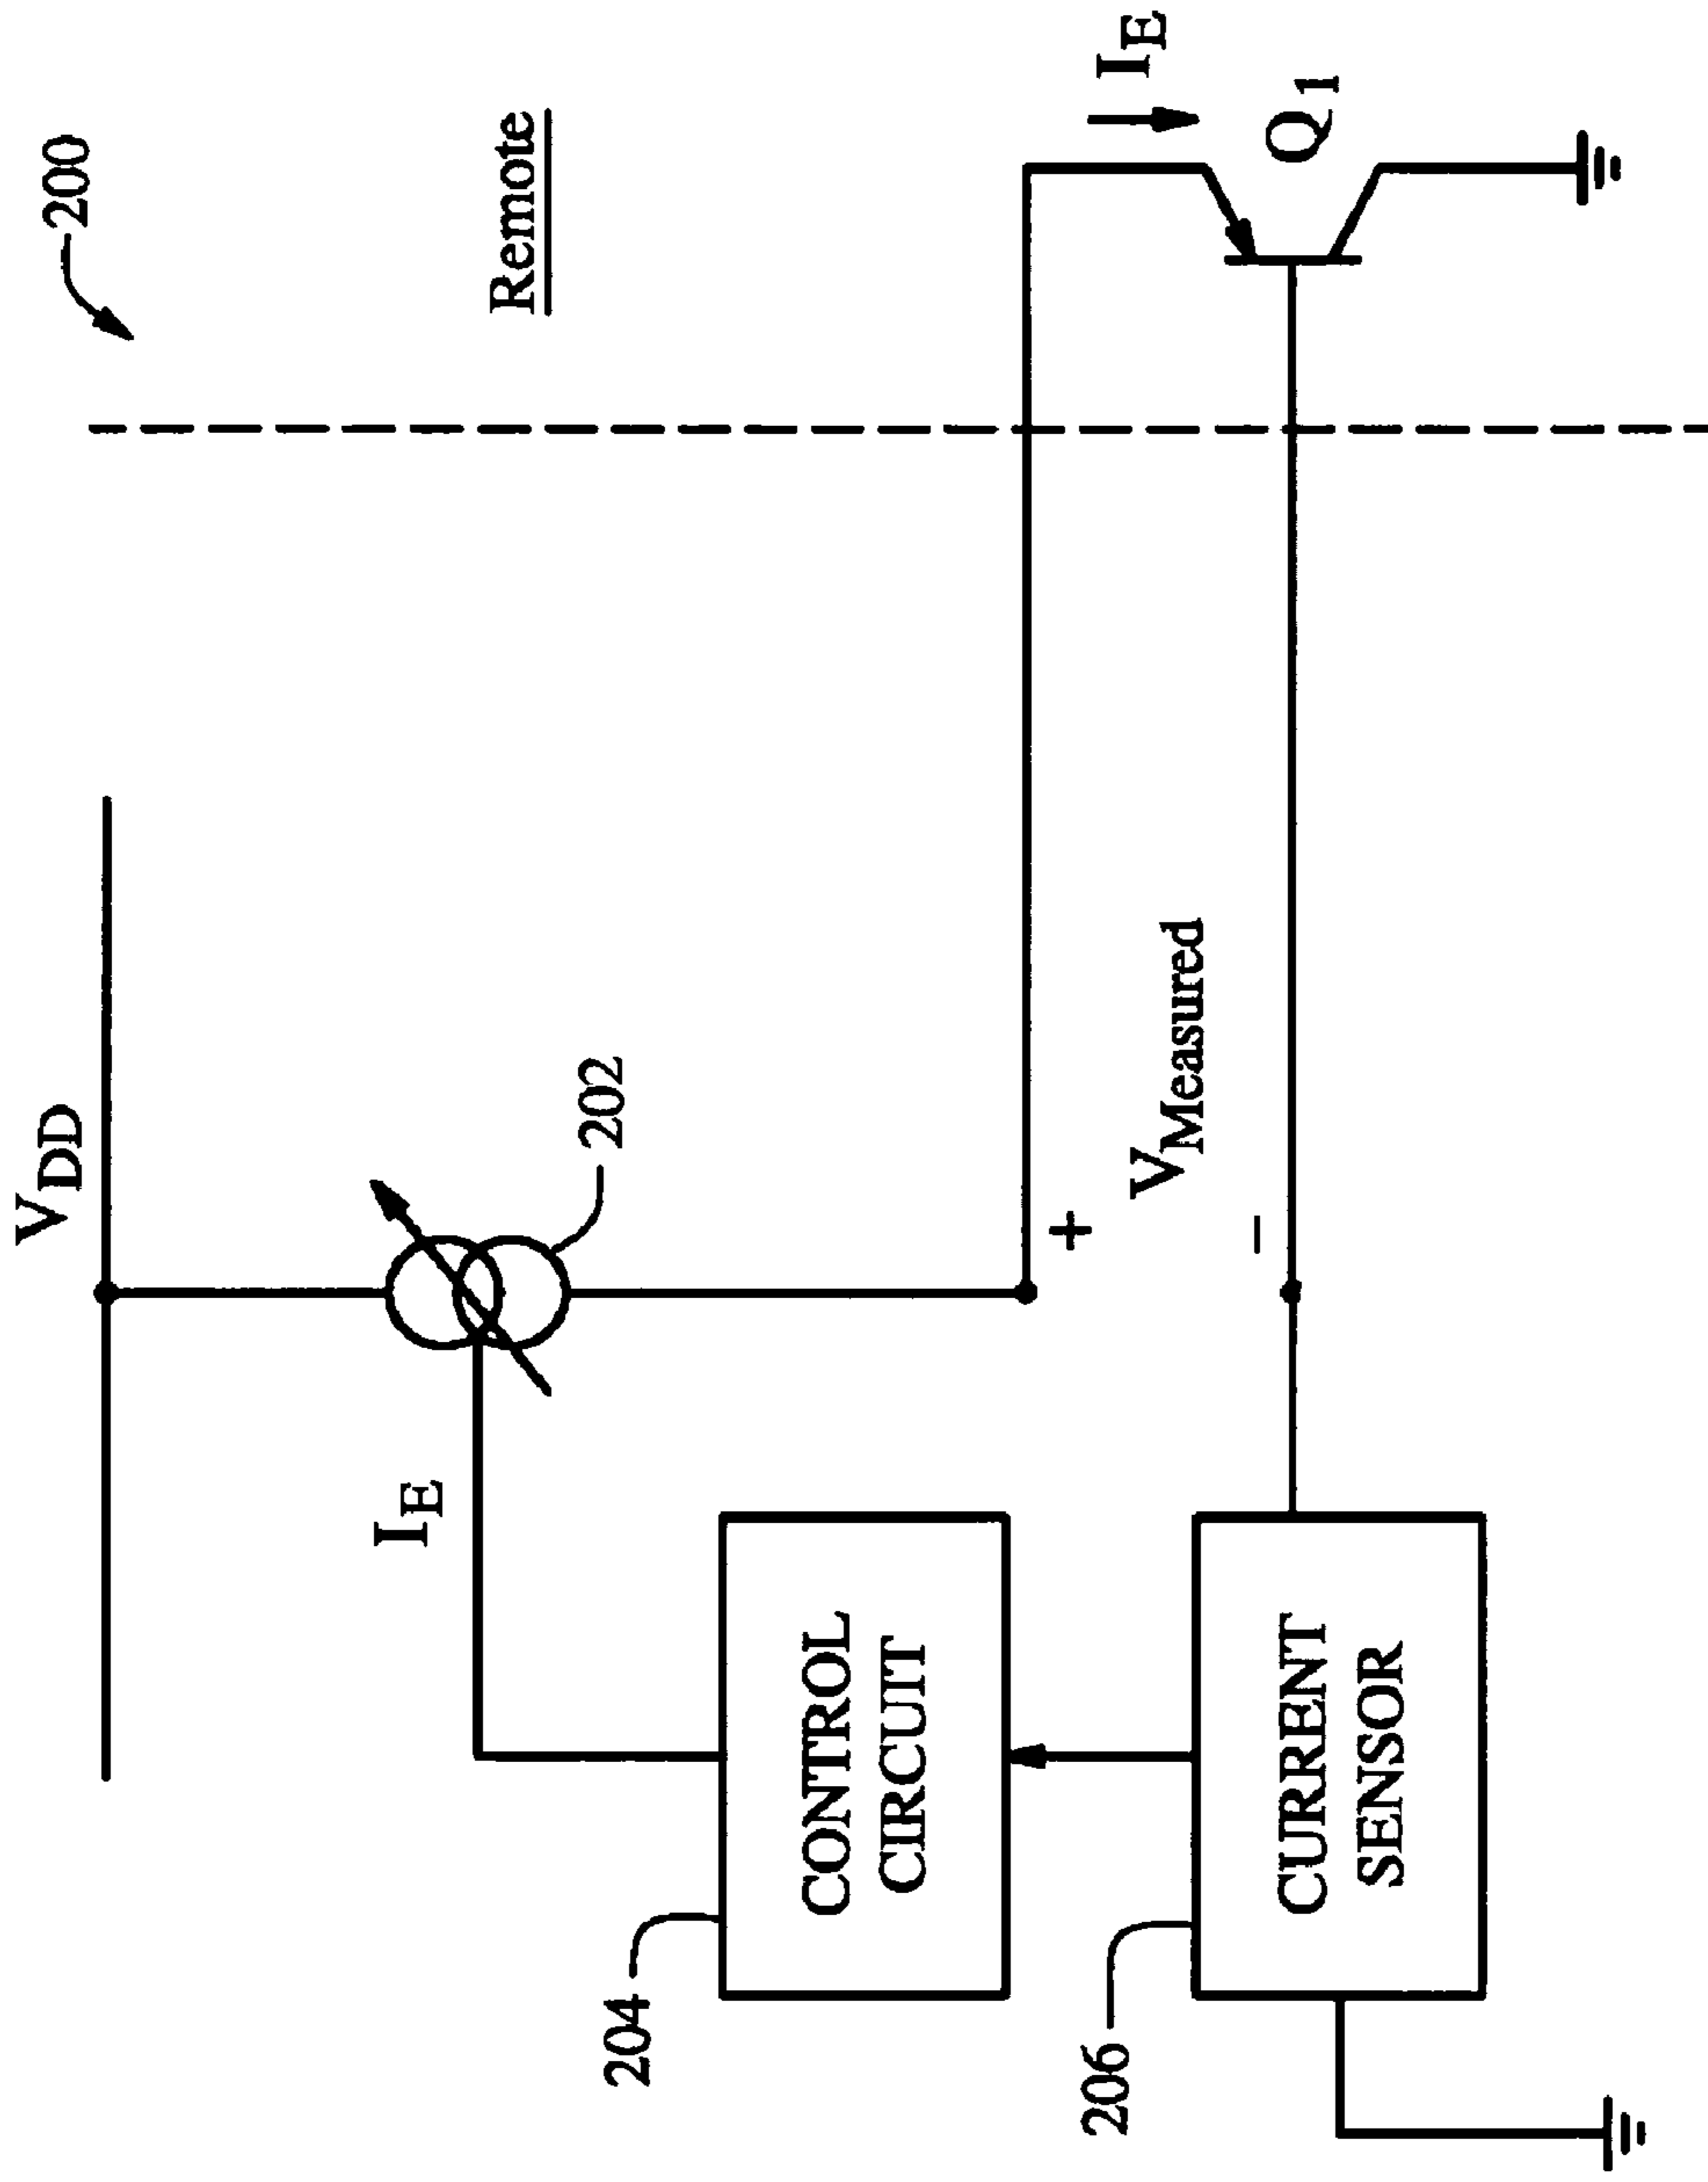 200
V_DD
Remote
202
I_E
I_E
Q_1
+
V_Measured
−
204
CONTROL
CIRCUIT
206
CURRENT
SENSOR